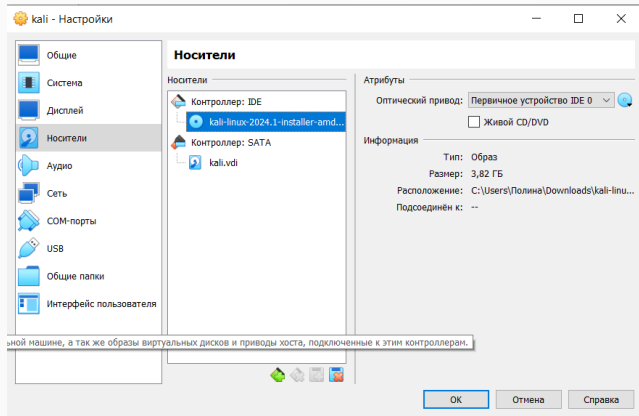 kali - Настройки
Общие
Система
Дисплей
Носители
Аудио
Сеть
COM-порты
USB
Общие папки
Интерфейс пользователя
Носители
Носители
Контроллер: IDE
kali-linux-2024.1-installer-amd...
Контроллер: SATA
kali.vdi
Атрибуты
Оптический привод: Первичное устройство IDE 0
Живой CD/DVD
Информация
Тип: Образ
Размер: 3,82 ГБ
Расположение: C:\Users\Полина\Downloads\kali-linu...
Подсоединён к: --
ьной машине, а так же образы виртуальных дисков и приводы хоста, подключенные к этим контроллерам.
OK Отмена Справка